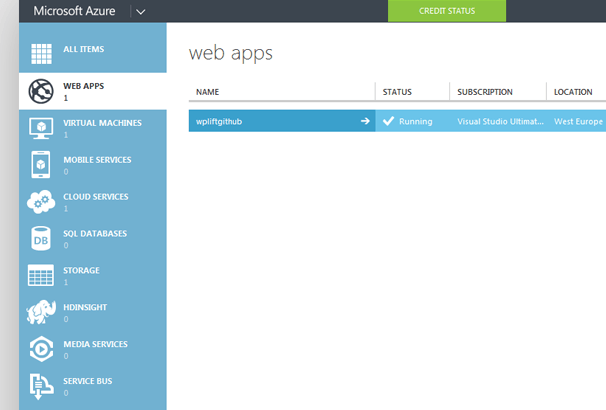 Microsoft Azure
CREDIT STATUS
ALL ITEMS
WEB APPS
1
VIRTUAL MACHINES
1
MOBILE SERVICES
0
CLOUD SERVICES
1
DB
SQL DATABASES
0
STORAGE
1
HDINSIGHT
0
MEDIA SERVICES
0
SERVICE BUS
0
web apps
NAME STATUS SUBSCRIPTION LOCATION
wpliftgithub Running Visual Studio Ultimat... West Europe